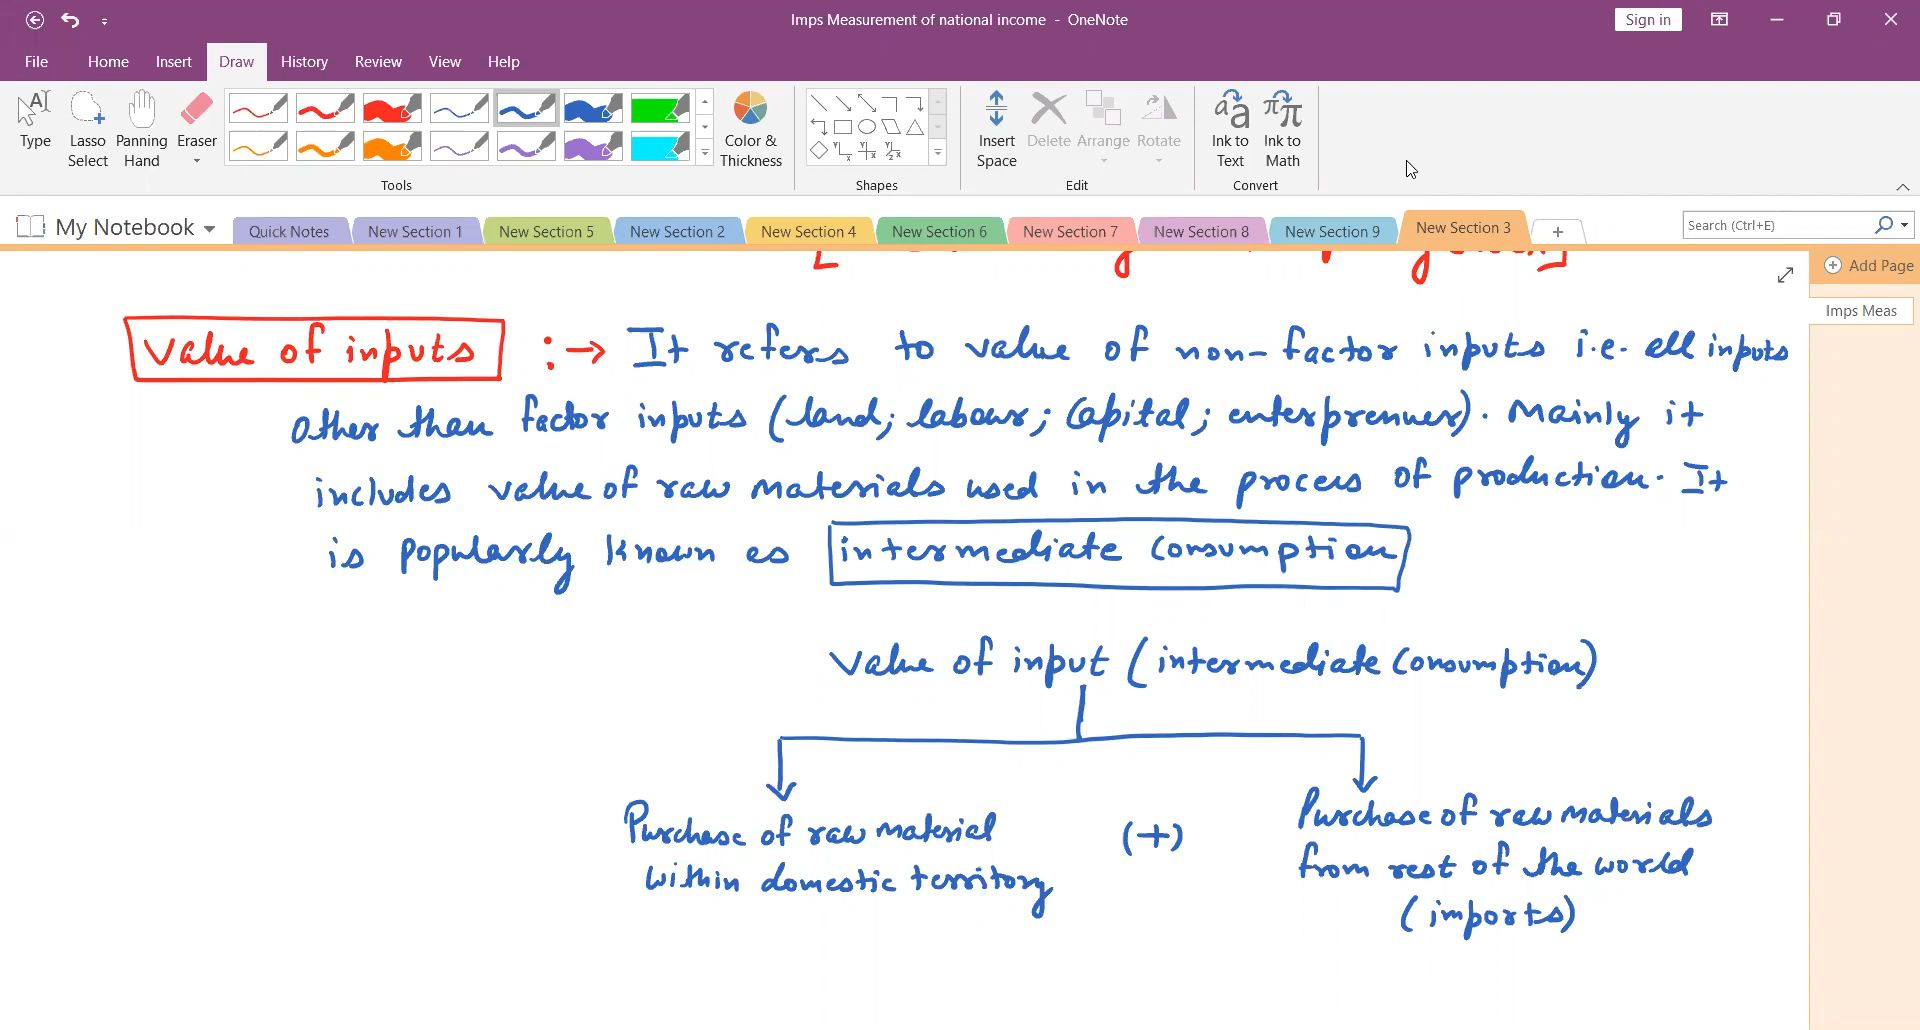 Imps Measurement of national income - OneNote
Sign in
File Home Insert Draw History Review View Help
Type
Lasso Select
Panning Hand
Eraser
Color & Thickness
Insert Space
Delete
Arrange
Rotate
Ink to Text
Ink to Math
Tools Shapes Edit Convert
My Notebook Quick Notes New Section 1 New Section 5 New Section 2 New Section 4 New Section 6 New Section 7 New Section 8 New Section 9 New Section 3 + Search (Ctrl+E)
Add Page
Imps Meas
Value of inputs :→ It refers to value of non-factor inputs i.e. all inputs
other than factor inputs (land; labour; Capital; enterprenuer). Mainly it
includes value of raw materials used in the process of production. It
is popularly known as intermediate consumption
Value of input (intermediate Consumption)
Purchase of raw material
within domestic territory
(+)
Purchase of raw materials
from rest of the world
(imports)